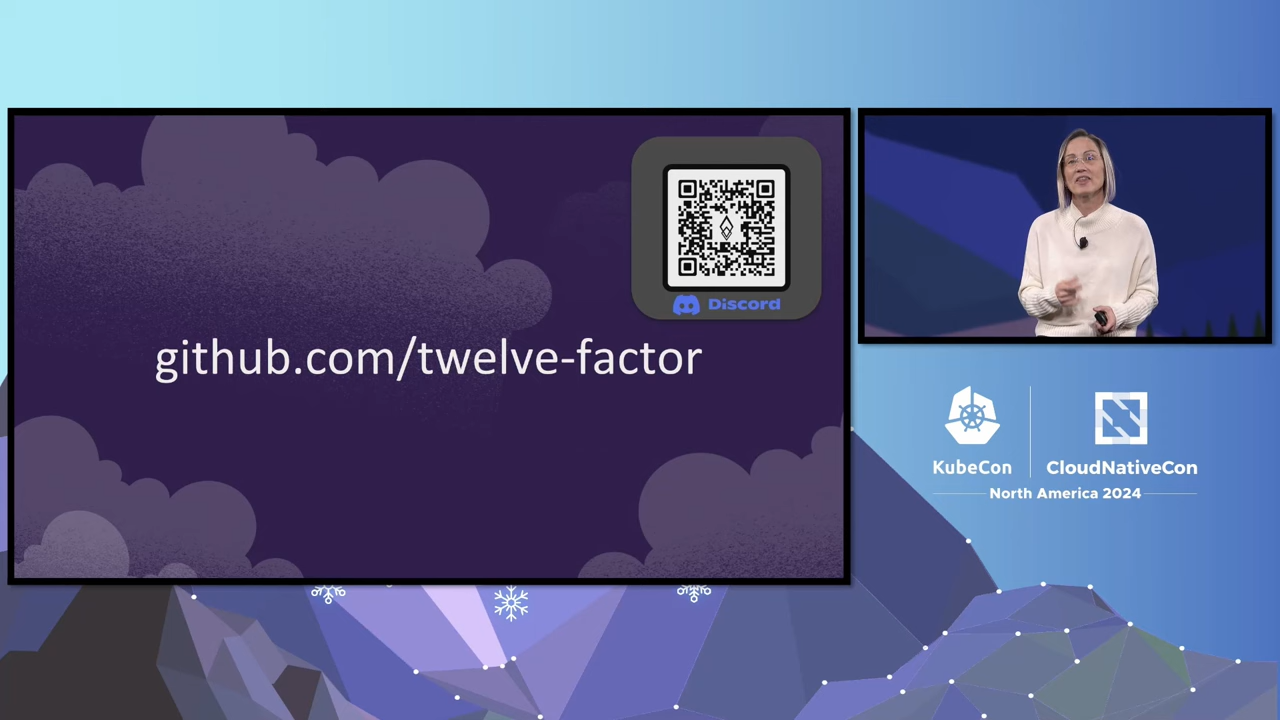 Discord
github.com/twelve-factor
KubeCon
CloudNativeCon
North America 2024